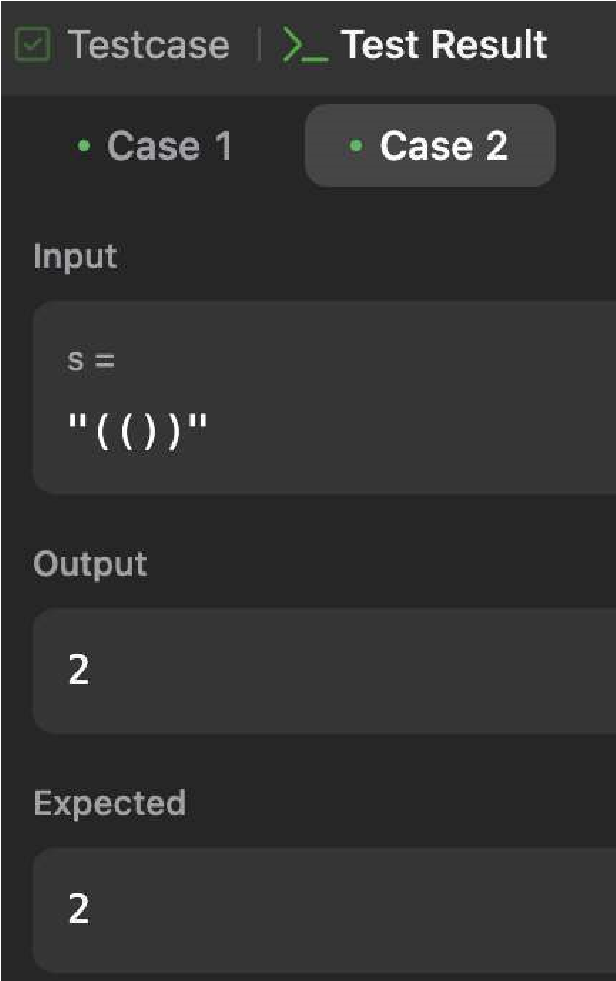 Testcase | >_ Test Result
• Case 1 • Case 2
Input
s =
"(())"
Output
2
Expected
2